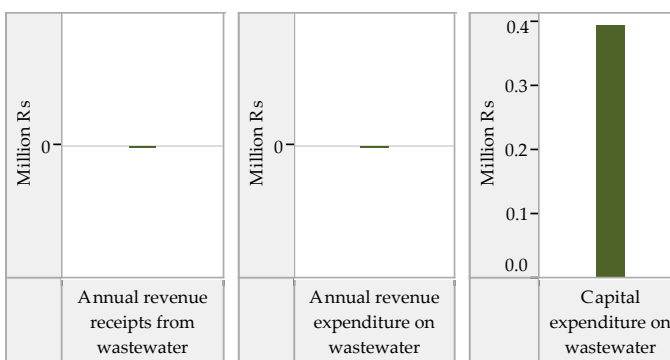 Million Rs
0
Annual revenue
receipts from
wastewater
Million Rs
0
Annual revenue
expenditure on
wastewater
Million Rs
0.4
0.3
0.2
0.1
0.0
Capital
expenditure on
wastewater